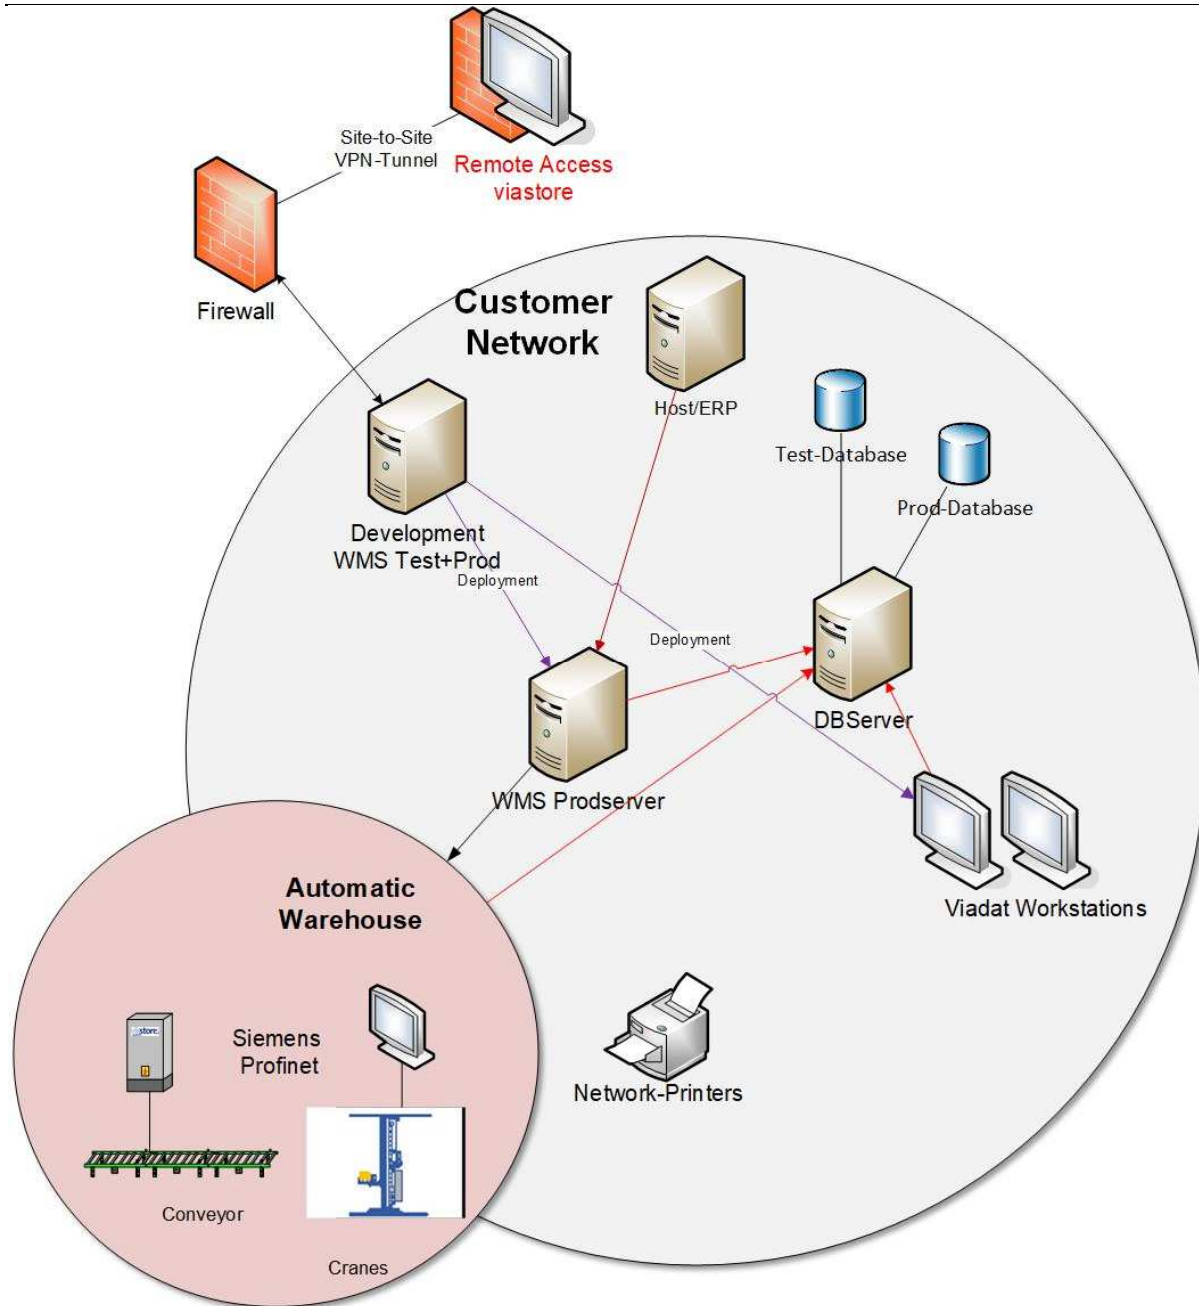 Site-to-Site
VPN-Tunnel
Remote Access
viastore
Firewall
Customer
Network
Host/ERP
Test-Database
Prod-Database
Development
WMS Test+Prod
Deployment
Deployment
DBServer
WMS Prodserver
Automatic
Warehouse
Viadat Workstations
Siemens
Profinet
Network-Printers
Conveyor
Cranes